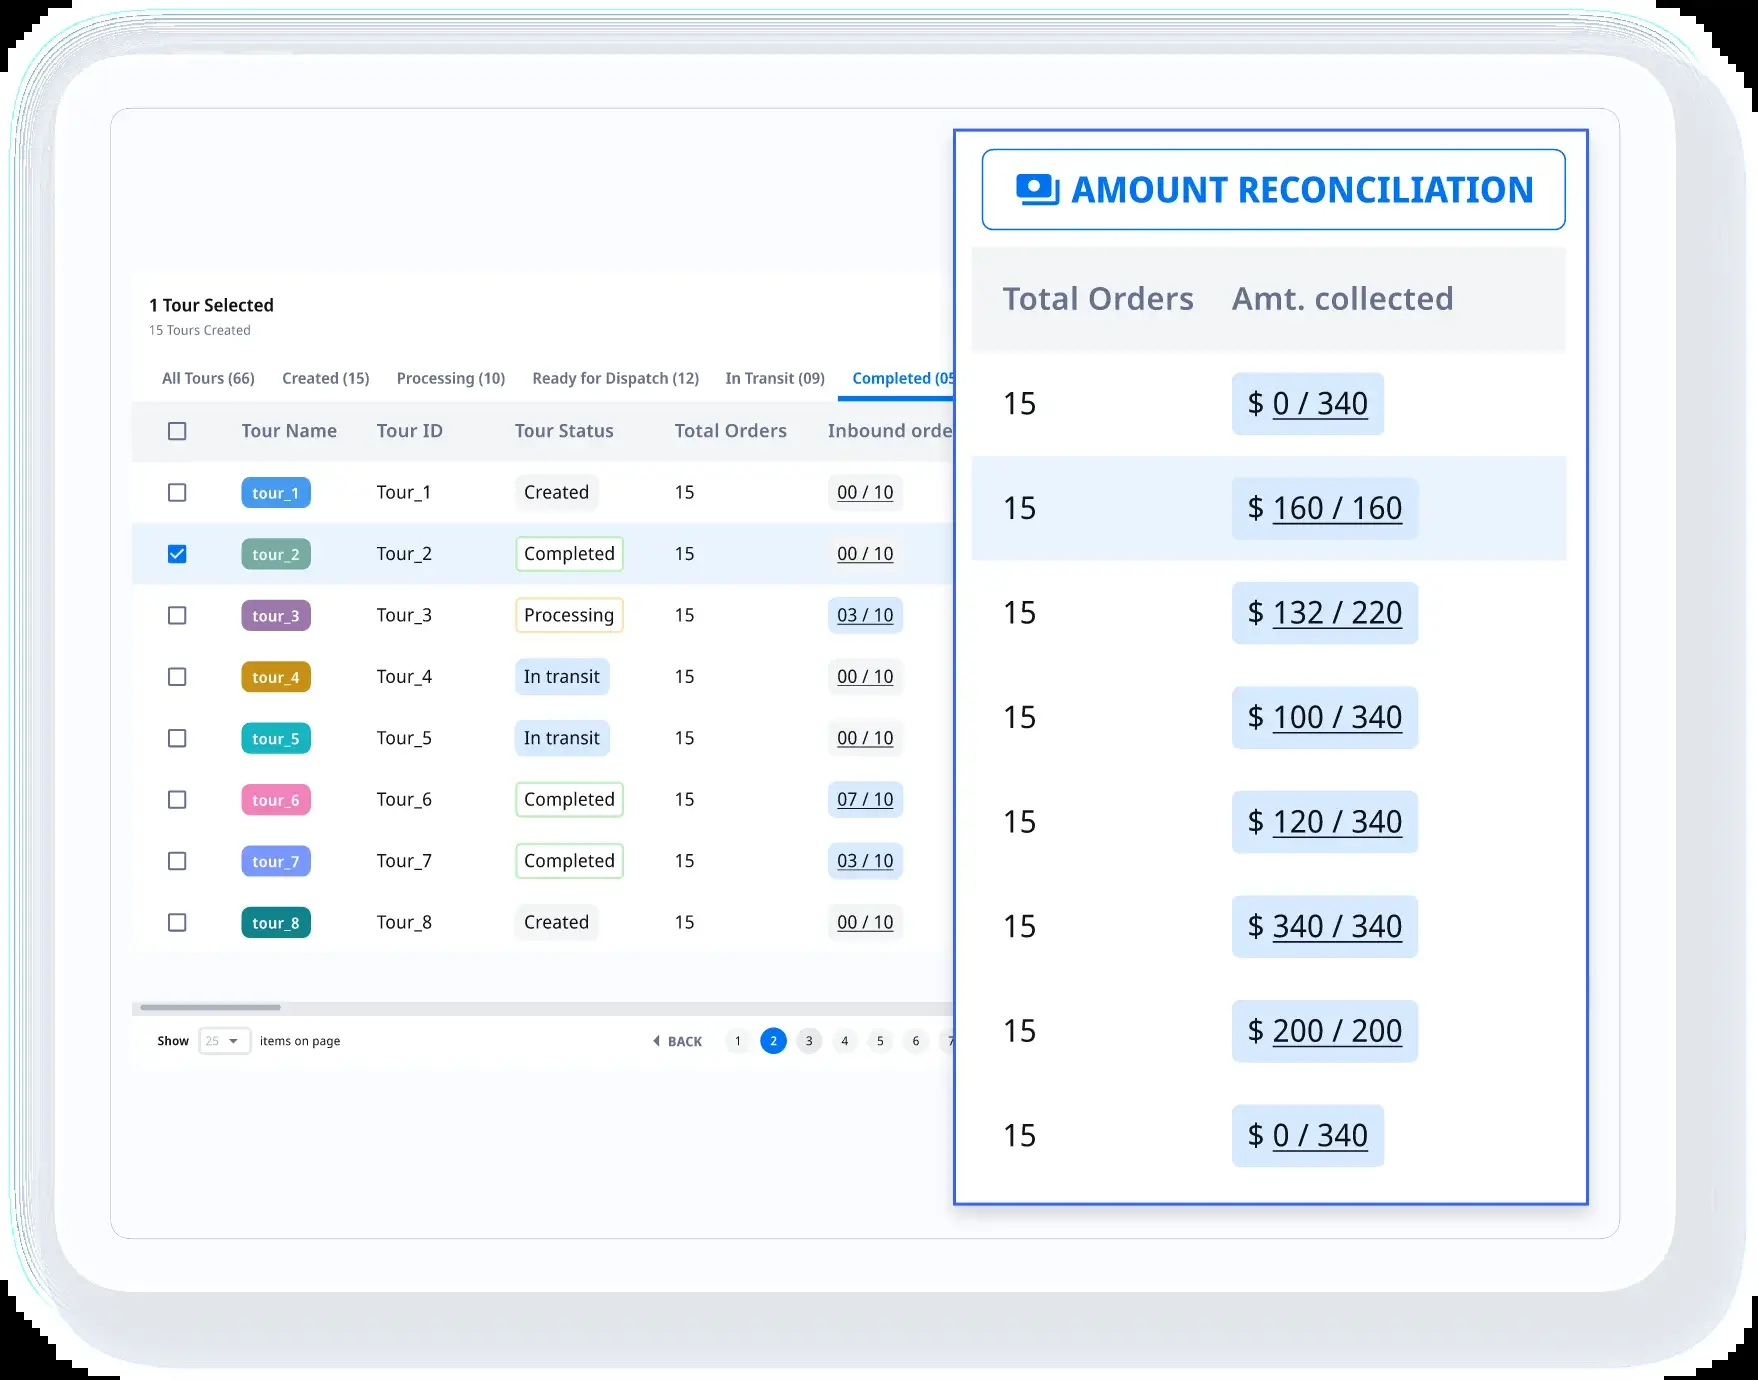 AMOUNT RECONCILIATION
1 Tour Selected
15 Tours Created
All Tours (66) Created (15) Processing (10) Ready for Dispatch (12) In Transit (09) Completed (05
Tour Name Tour ID Tour Status Total Orders Inbound orde
tour_1 Tour_1 Created 15 00 / 10
tour_2 Tour_2 Completed 15 00 / 10
tour_3 Tour_3 Processing 15 03 / 10
tour_4 Tour_4 In transit 15 00 / 10
tour_5 Tour_5 In transit 15 00 / 10
tour_6 Tour_6 Completed 15 07 / 10
tour_7 Tour_7 Completed 15 03 / 10
tour_8 Tour_8 Created 15 00 / 10
Show 25 items on page BACK 1 2 3 4 5 6 7
Total Orders Amt. collected
15 $ 0 / 340
15 $ 160 / 160
15 $ 132 / 220
15 $ 100 / 340
15 $ 120 / 340
15 $ 340 / 340
15 $ 200 / 200
15 $ 0 / 340